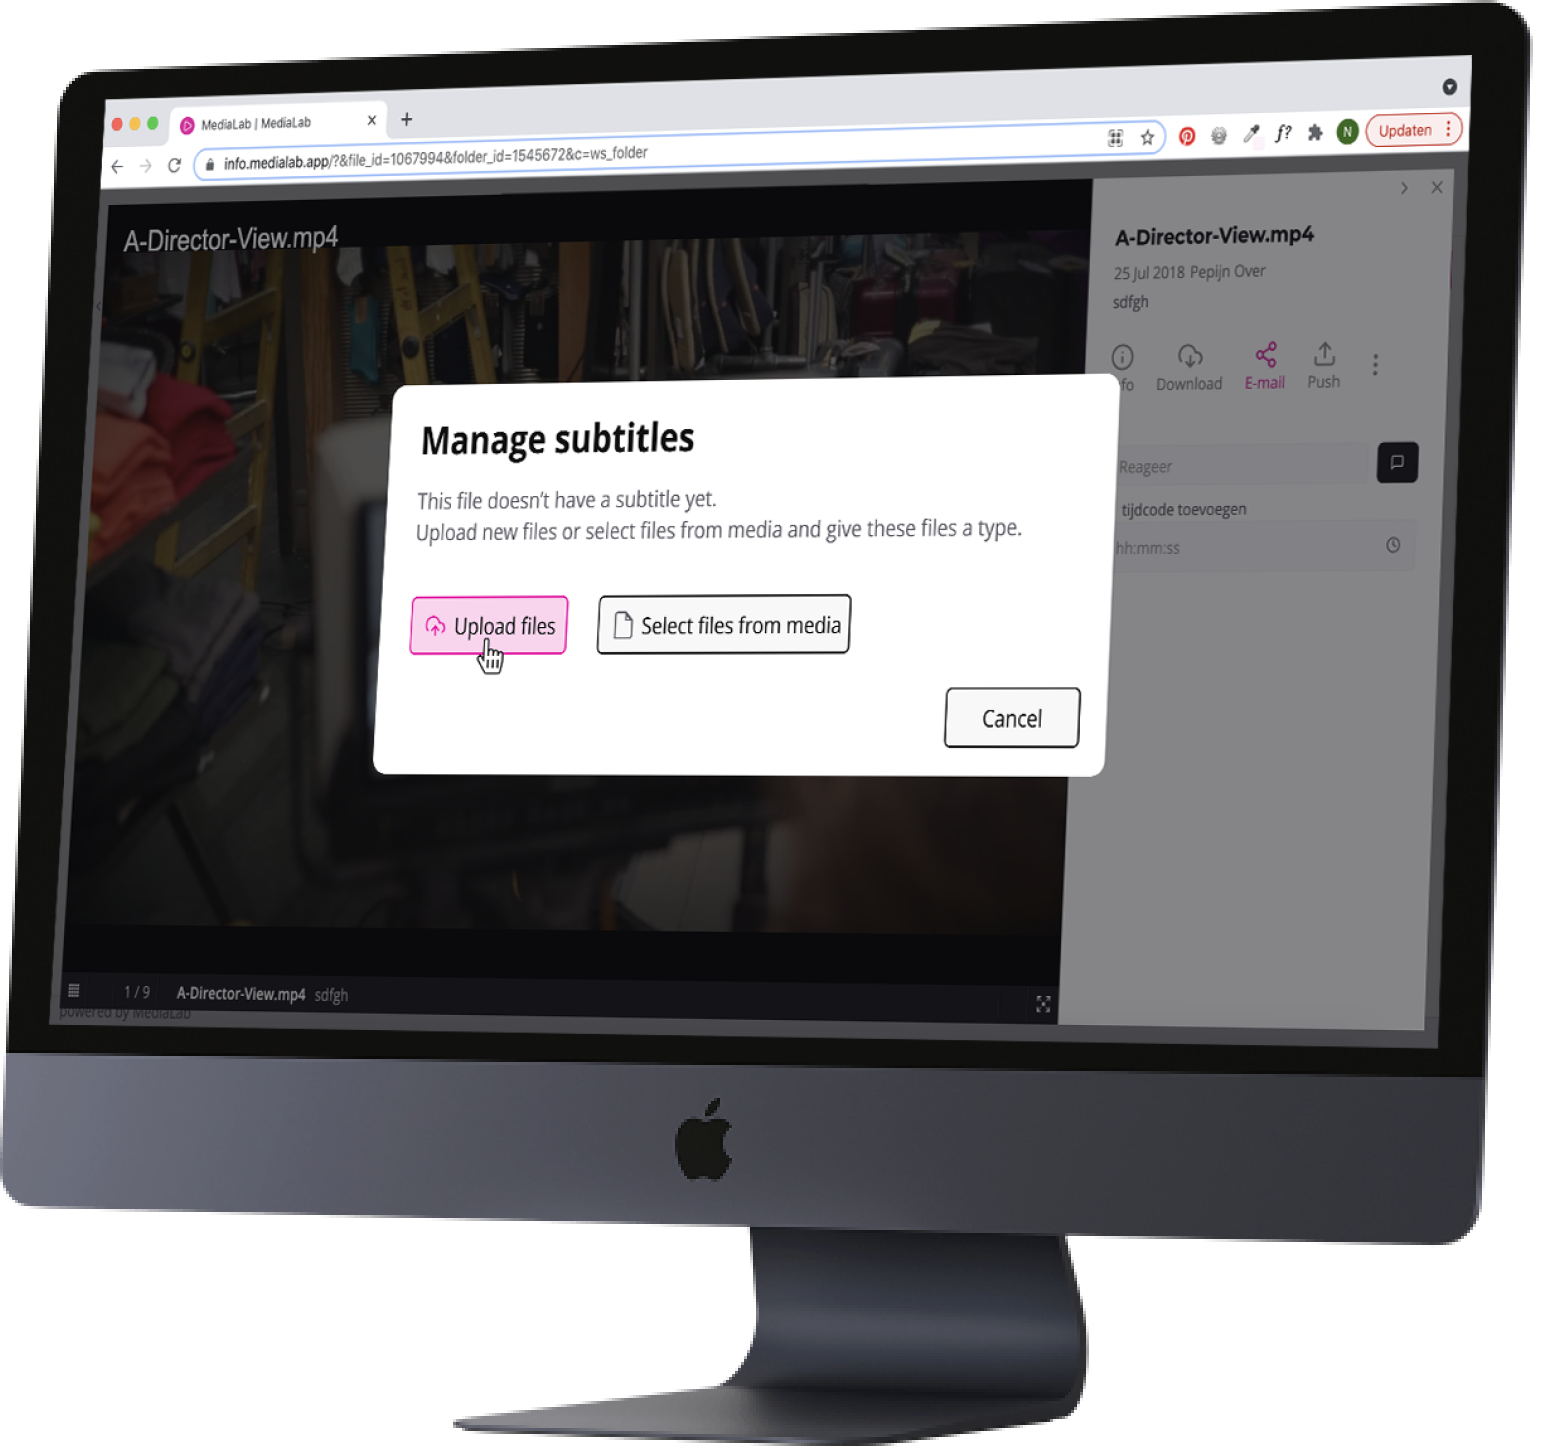 MediaLab | MediaLab
info.medialab.app/?&file_id=1067994&folder_id=1545672&c=ws_folder
f?
N
Updaten
A-Director-View.mp4
A-Director-View.mp4
25 Jul 2018 Pepijn Over
sdfgh
fo
Download
E-mail
Push
Manage subtitles
This file doesn't have a subtitle yet.
Upload new files or select files from media and give these files a type.
Reageer
tijdcode toevoegen
hh:mm:ss
Upload files
Select files from media
Cancel
1 / 9
A-Director-View.mp4 sdfgh
powered by MediaLab